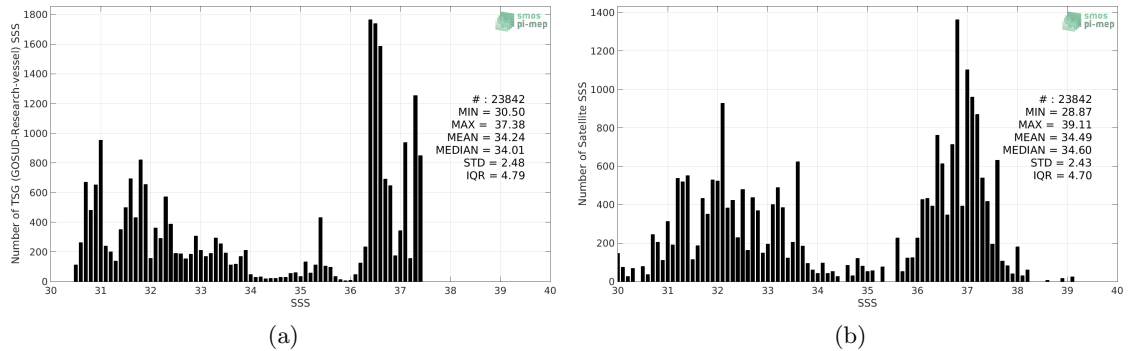 1800
1600
1400
1200
1000
800
600
400
200
0
Number of TSG (GOSUD-Research-vessel) SSS
30 31 32 33 34 35 36 37 38 39 40
SSS
smos
pi-mep
# : 23842
MIN = 30.50
MAX = 37.38
MEAN = 34.24
MEDIAN = 34.01
STD = 2.48
IQR = 4.79
(a)
1400
1200
1000
800
600
400
200
0
Number of Satellite SSS
30 31 32 33 34 35 36 37 38 39 40
SSS
smos
pi-mep
# : 23842
MIN = 28.87
MAX = 39.11
MEAN = 34.49
MEDIAN = 34.60
STD = 2.43
IQR = 4.70
(b)